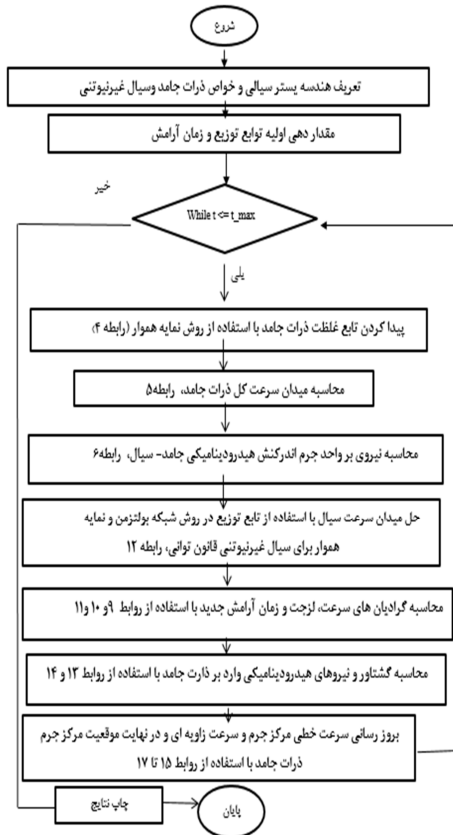 شروع
تعریف هندسه بستر سیالی و خواص ذرات جامد وسیال غیرنیوتنی
مقدار دهی اولیه توابع توزیع و زمان آرامش
خیر
While t <= t_max
بلی
پیدا کردن تابع غلظت ذرات جامد با استفاده از روش نمایه هموار (رابطه ۴)
محاسبه میدان سرعت کل ذرات جامد، رابطه۵
محاسبه نیروی بر واحد جرم اندرکنش هیدرودینامیکی جامد- سیال، رابطه۶
حل میدان سرعت سیال با استفاده از تابع توزیع در روش شبکه بولتزمن و نمایه
هموار برای سیال غیرنیوتنی قانون توانی، رابطه ۱۲
محاسبه گرادیان های سرعت، لزجت و زمان آرامش جدید با استفاده از روابط ۹و ۱۰ و۱۱
محاسبه گشتاور و نیروهای هیدرودینامیکی وارد بر ذارت جامد با استفاده از روابط ۱۳ و ۱۴
بروز رسانی سرعت خطی مرکز جرم و سرعت زاویه ای و در نهایت موقعیت مرکز جرم
ذرات جامد با استفاده از روابط ۱۵ تا ۱۷
چاپ نتایج
پایان